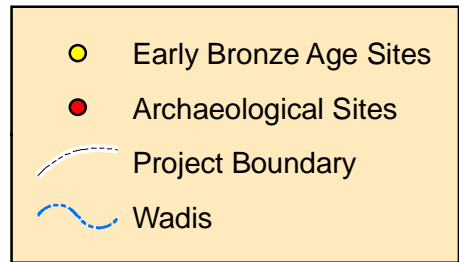 Early Bronze Age Sites
Archaeological Sites
Project Boundary
Wadis